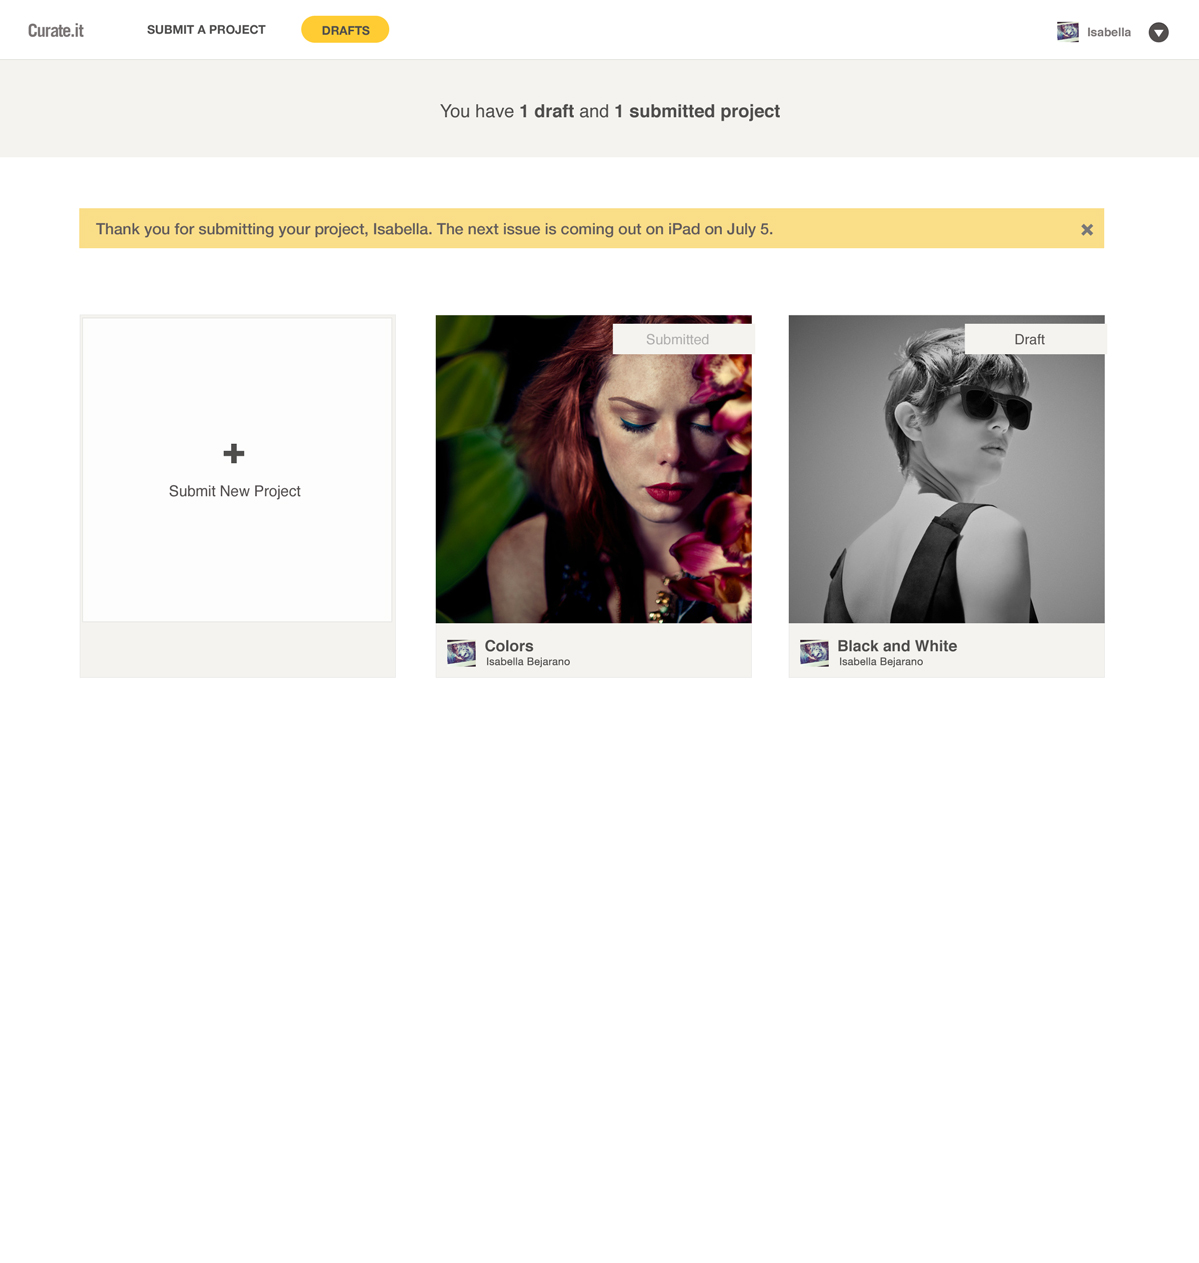 Curate.it
SUBMIT A PROJECT
DRAFTS
Isabella
You have 1 draft and 1 submitted project
Thank you for submitting your project, Isabella. The next issue is coming out on iPad on July 5.
Submit New Project
Submitted
Colors
Isabella Bejarano
Draft
Black and White
Isabella Bejarano